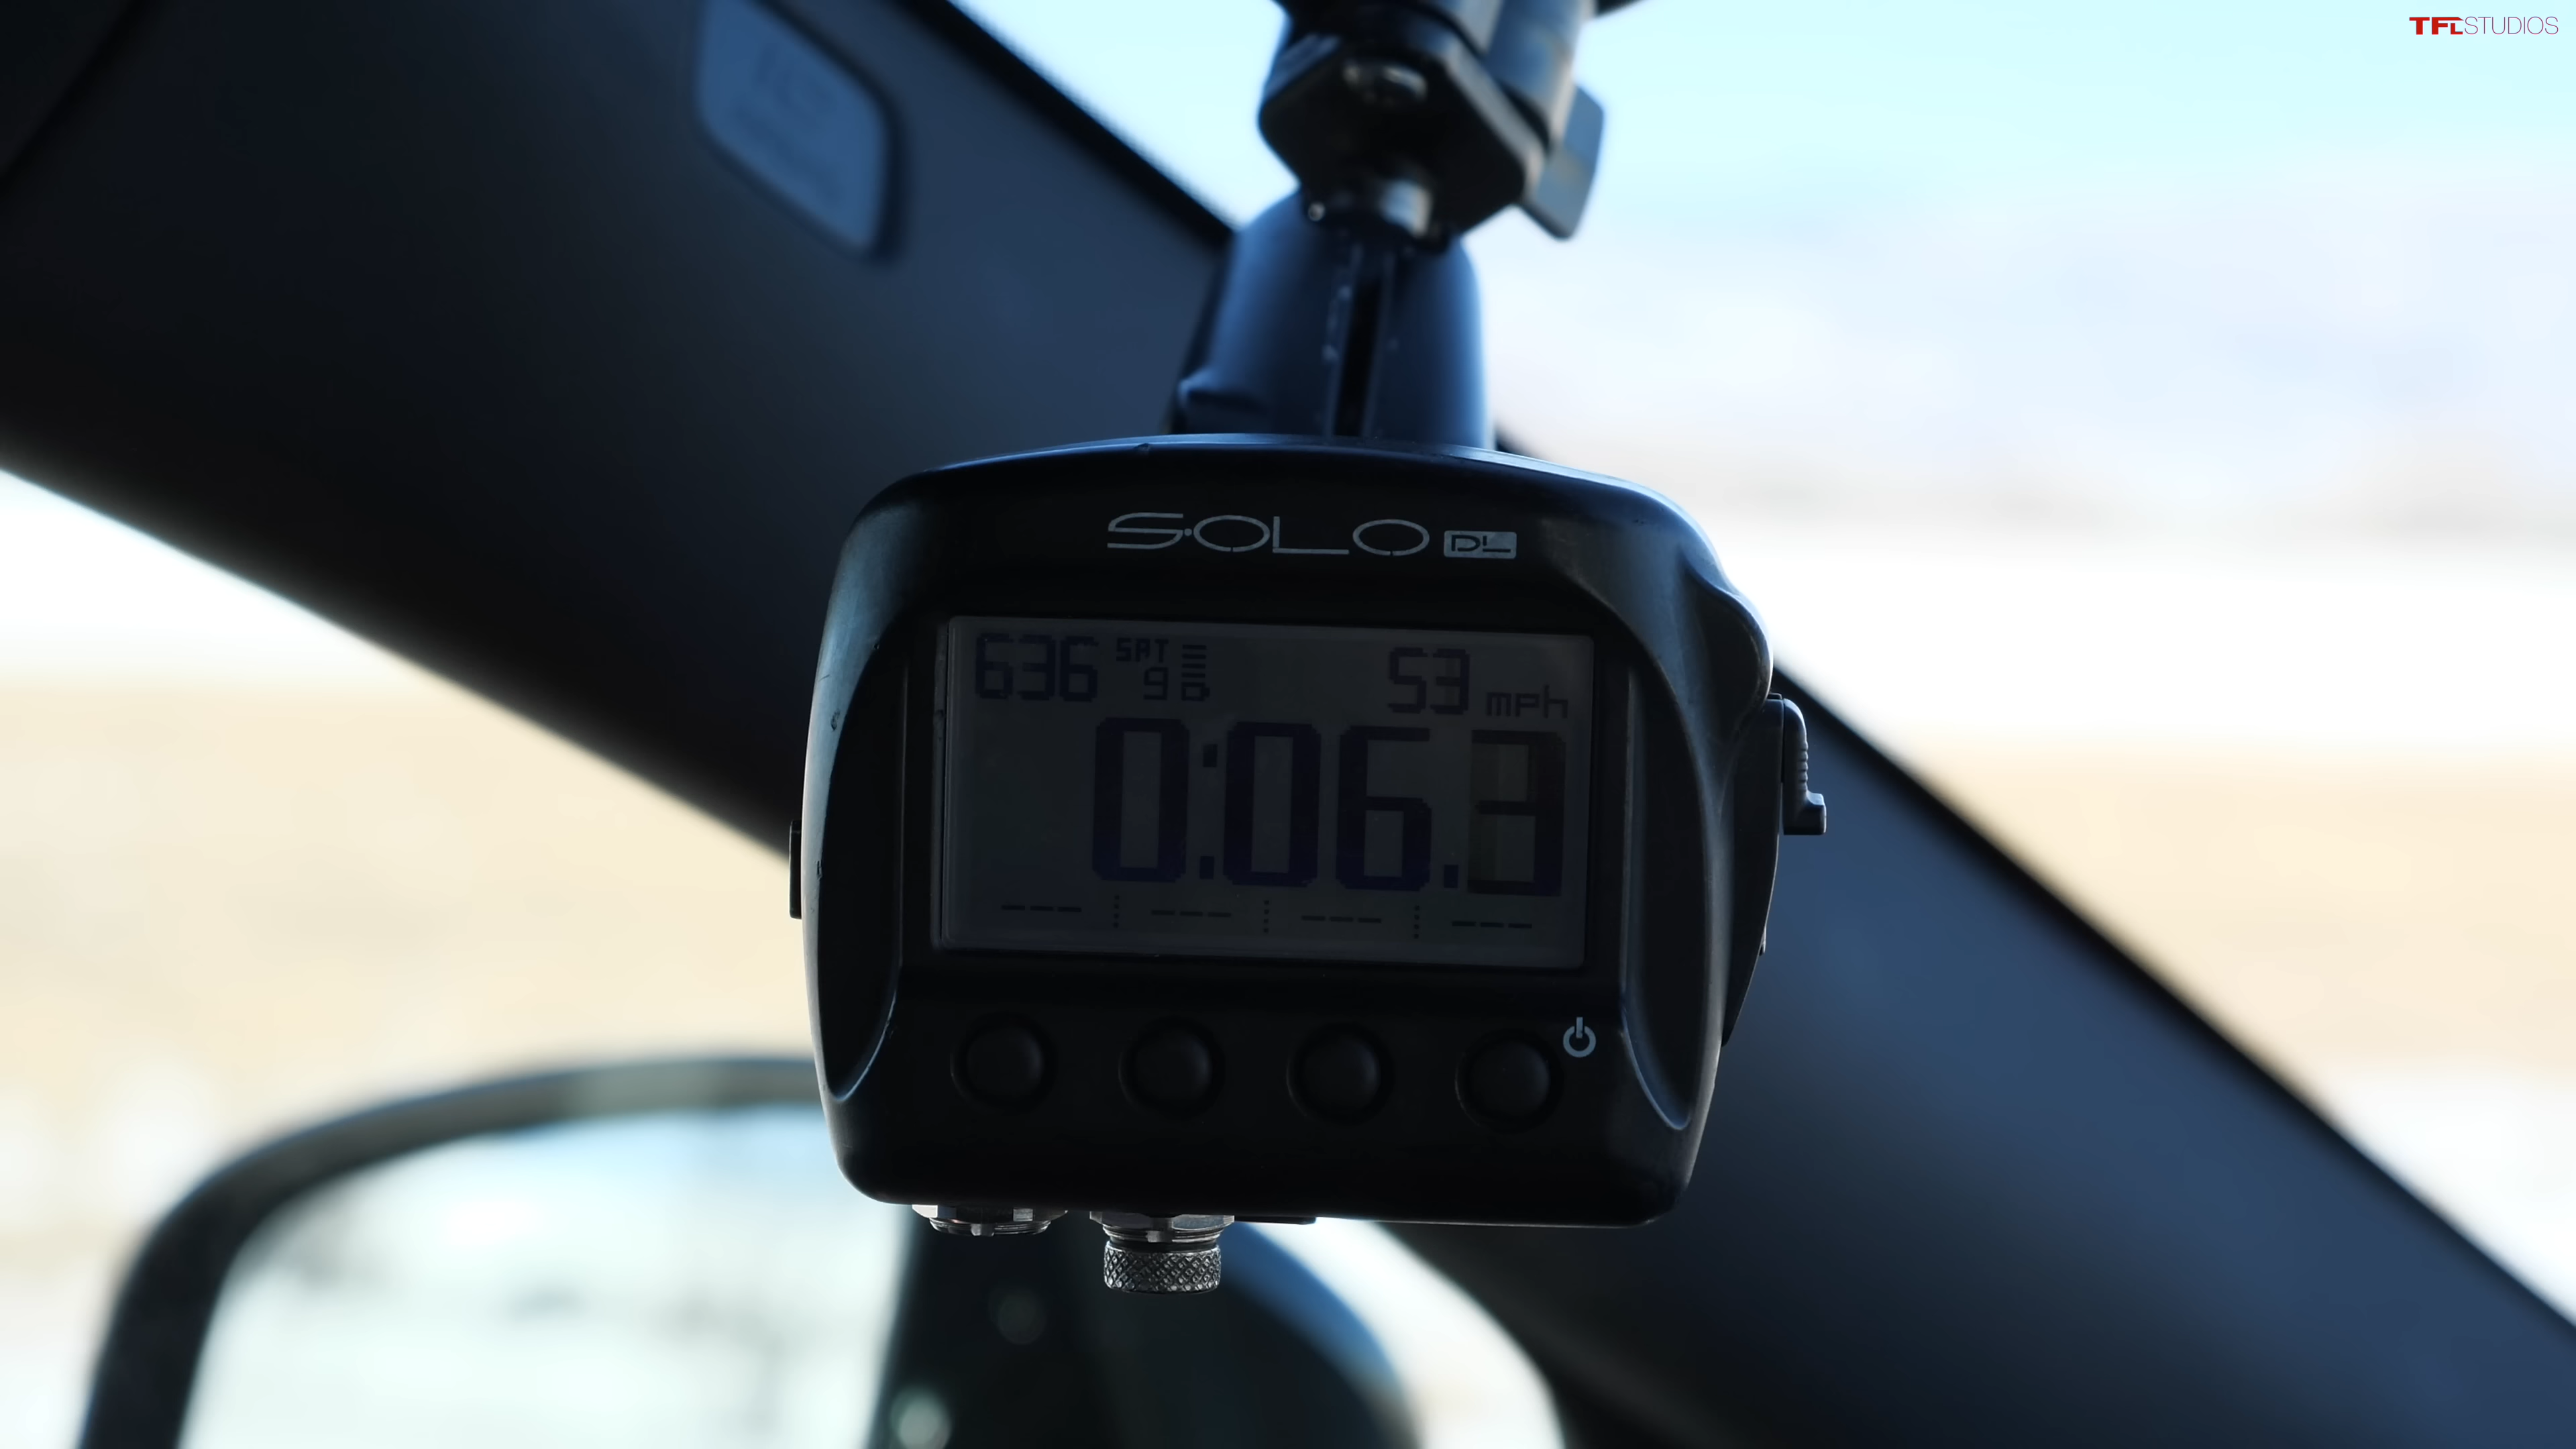 TFLSTUDIOS
SOLO DL
636 SAT 9 53 mph
0:06.3
--- --- --- ---